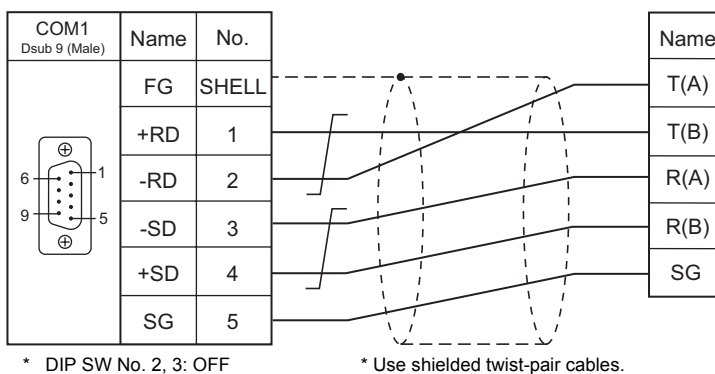 COM1
Dsub 9 (Male)
Name No.
Name
FG SHELL
T(A)
+RD 1
T(B)
6 1
-RD 2
R(A)
9 5
-SD 3
R(B)
+SD 4
SG
SG 5
* DIP SW No. 2, 3: OFF
* Use shielded twist-pair cables.